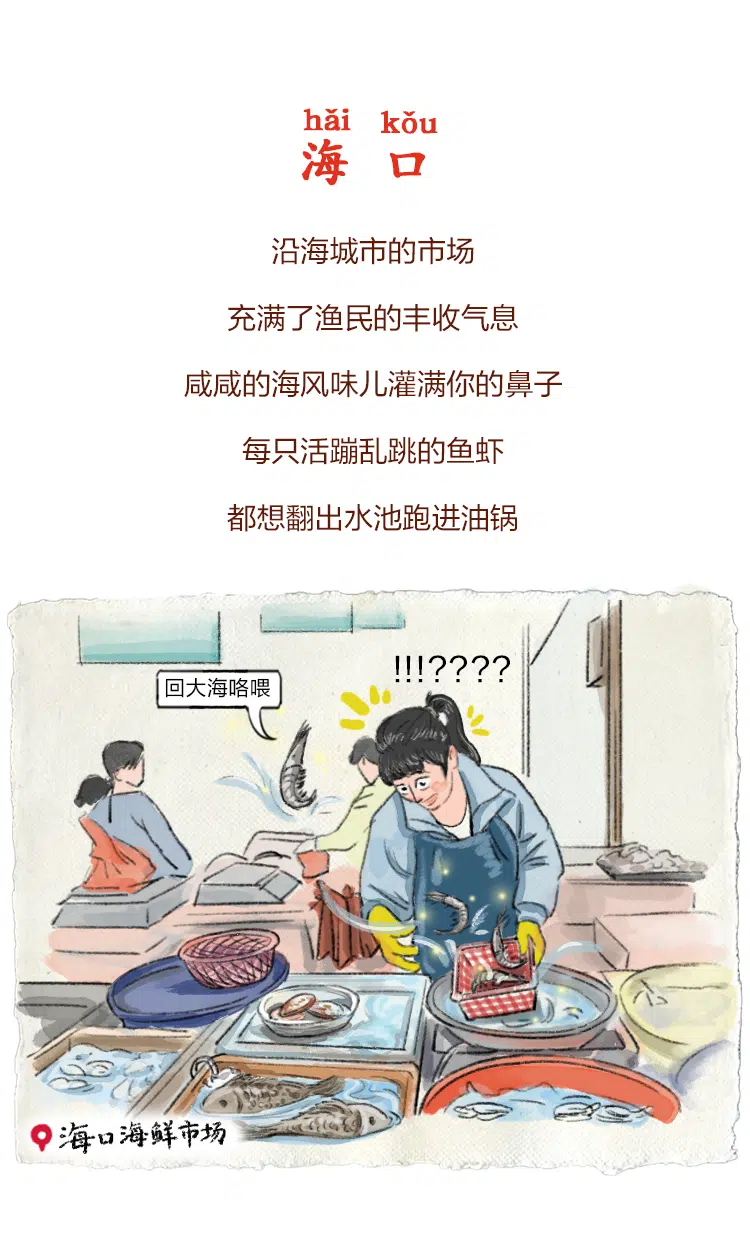 hǎi kǒu
海口
沿海城市的市场
充满了渔民的丰收气息
咸咸的海风味儿灌满你的鼻子
每只活蹦乱跳的鱼虾
都想翻出水池跑进油锅
!!!????
回大海咯喂
海口海鲜市场